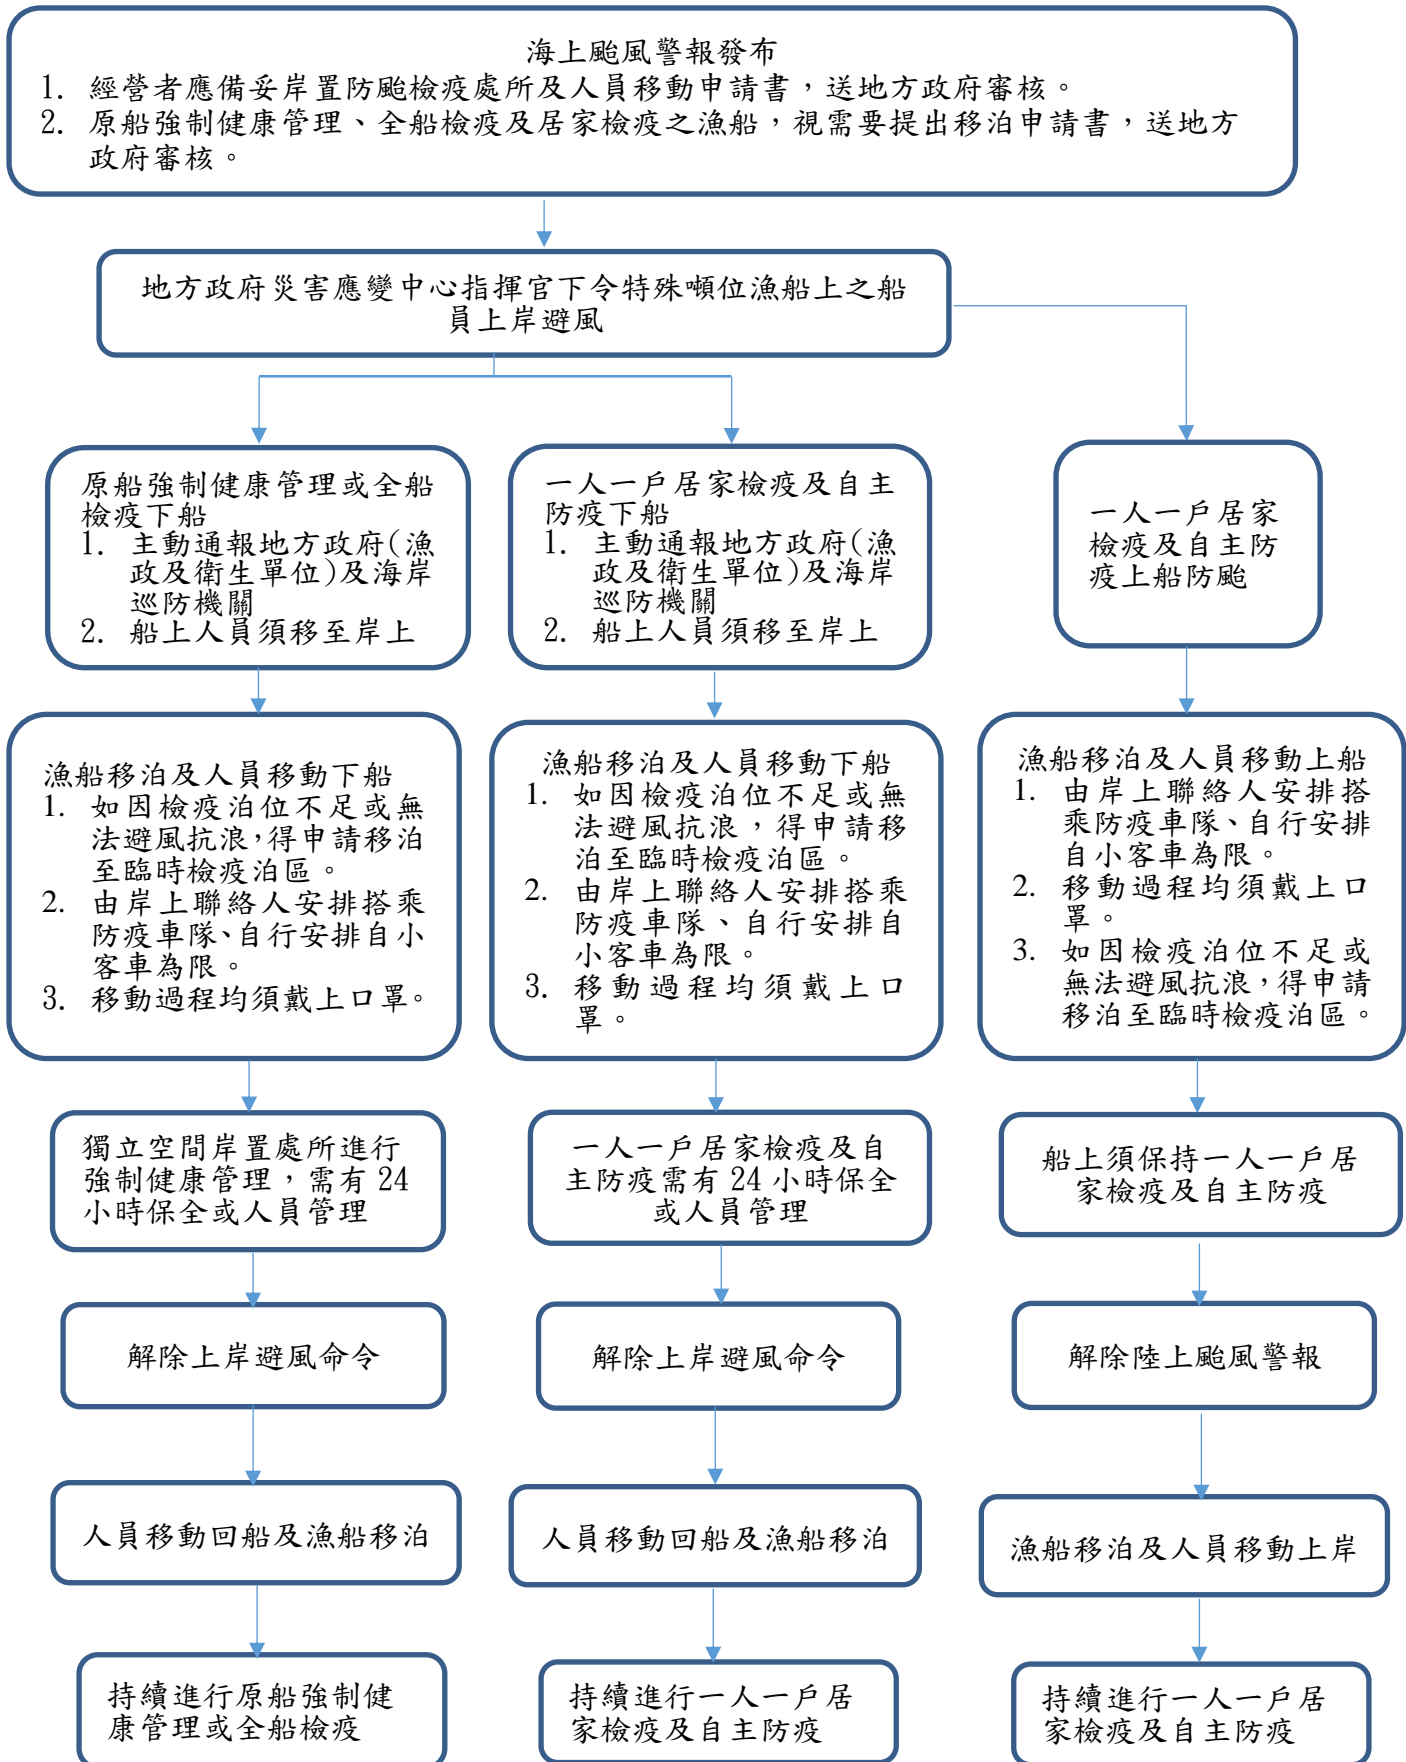 海上颱風警報發布
1. 經營者應備妥岸置防颱檢疫處所及人員移動申請書，送地方政府審核。
2. 原船強制健康管理、全船檢疫及居家檢疫之漁船，視需要提出移泊申請書，送地方
政府審核。
地方政府災害應變中心指揮官下令特殊噸位漁船上之船
員上岸避風
原船強制健康管理或全船
檢疫下船
1. 主動通報地方政府(漁
政及衛生單位)及海岸
巡防機關
2. 船上人員須移至岸上
一人一戶居家檢疫及自主
防疫下船
1. 主動通報地方政府(漁
政及衛生單位)及海岸
巡防機關
2. 船上人員須移至岸上
一人一戶居家
檢疫及自主防
疫上船防颱
漁船移泊及人員移動下船
1. 如因檢疫泊位不足或無
法避風抗浪，得申請移泊
至臨時檢疫泊區。
2. 由岸上聯絡人安排搭乘
防疫車隊、自行安排自小
客車為限。
3. 移動過程均須戴上口罩。
漁船移泊及人員移動下船
1. 如因檢疫泊位不足或無
法避風抗浪，得申請移
泊至臨時檢疫泊區。
2. 由岸上聯絡人安排搭乘
防疫車隊、自行安排自
小客車為限。
3. 移動過程均須戴上口
罩。
漁船移泊及人員移動上船
1. 由岸上聯絡人安排搭
乘防疫車隊、自行安排
自小客車為限。
2. 移動過程均須戴上口
罩。
3. 如因檢疫泊位不足或
無法避風抗浪，得申請
移泊至臨時檢疫泊區。
獨立空間岸置處所進行
強制健康管理，需有 24
小時保全或人員管理
一人一戶居家檢疫及自
主防疫需有 24 小時保全
或人員管理
船上須保持一人一戶居
家檢疫及自主防疫
解除上岸避風命令
解除上岸避風命令
解除陸上颱風警報
人員移動回船及漁船移泊
人員移動回船及漁船移泊
漁船移泊及人員移動上岸
持續進行原船強制健
康管理或全船檢疫
持續進行一人一戶居
家檢疫及自主防疫
持續進行一人一戶居
家檢疫及自主防疫